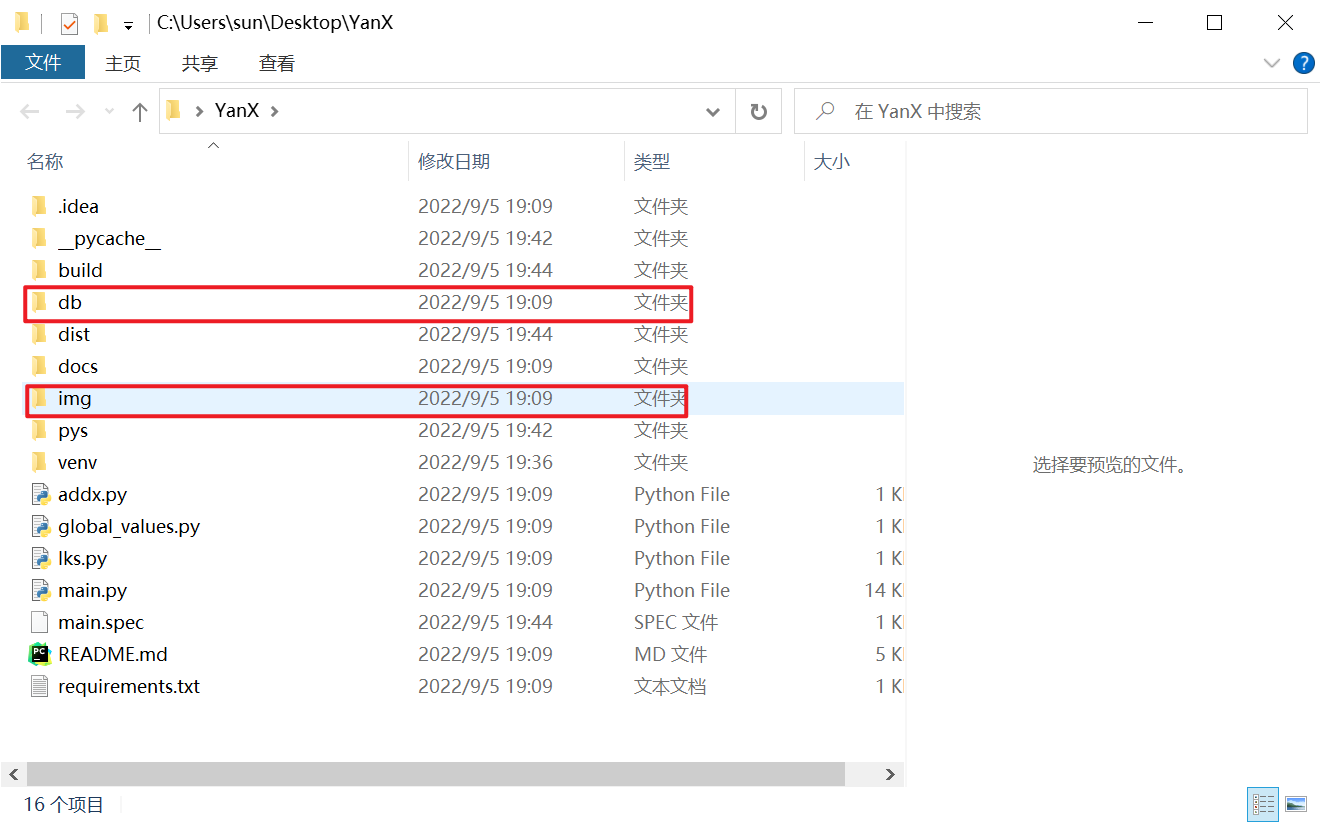 C:\Users\sun\Desktop\YanX
文件 主页 共享 查看
YanX
在 YanX 中搜索
名称 修改日期 类型 大小
.idea 2022/9/5 19:09 文件夹
__pycache__ 2022/9/5 19:42 文件夹
build 2022/9/5 19:44 文件夹
db 2022/9/5 19:09 文件夹
dist 2022/9/5 19:44 文件夹
docs 2022/9/5 19:09 文件夹
img 2022/9/5 19:09 文件夹
pys 2022/9/5 19:42 文件夹
venv 2022/9/5 19:36 文件夹
addx.py 2022/9/5 19:09 Python File 1 K
global_values.py 2022/9/5 19:09 Python File 1 K
lks.py 2022/9/5 19:09 Python File 1 K
main.py 2022/9/5 19:09 Python File 14 K
main.spec 2022/9/5 19:44 SPEC 文件 1 K
README.md 2022/9/5 19:09 MD 文件 5 K
requirements.txt 2022/9/5 19:09 文本文档 1 K
选择要预览的文件。
16 个项目